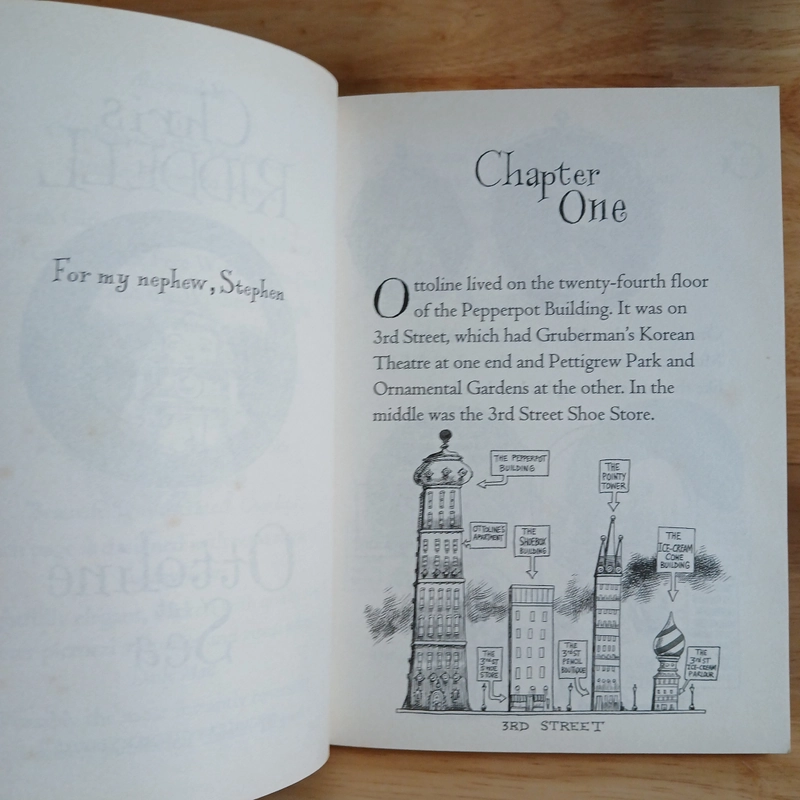 For my nephew, Stephen
Chapter
One
Ottoline lived on the twenty-fourth floor
of the Pepperpot Building. It was on
3rd Street, which had Gruberman's Korean
Theatre at one end and Pettigrew Park and
Ornamental Gardens at the other. In the
middle was the 3rd Street Shoe Store.
THE PEPPERPOT
BUILDING
OTTOLINE'S
APARTMENT
THE
SHOEBOX
BUILDING
THE
POINTY
TOWER
THE
ICE-CREAM
CONE
BUILDING
THE
3RD ST
SHOE
STORE
THE
3RD ST
PENCIL
BOUTIQUE
THE
3RD ST
ICE-CREAM
PARLOUR
3RD STREET